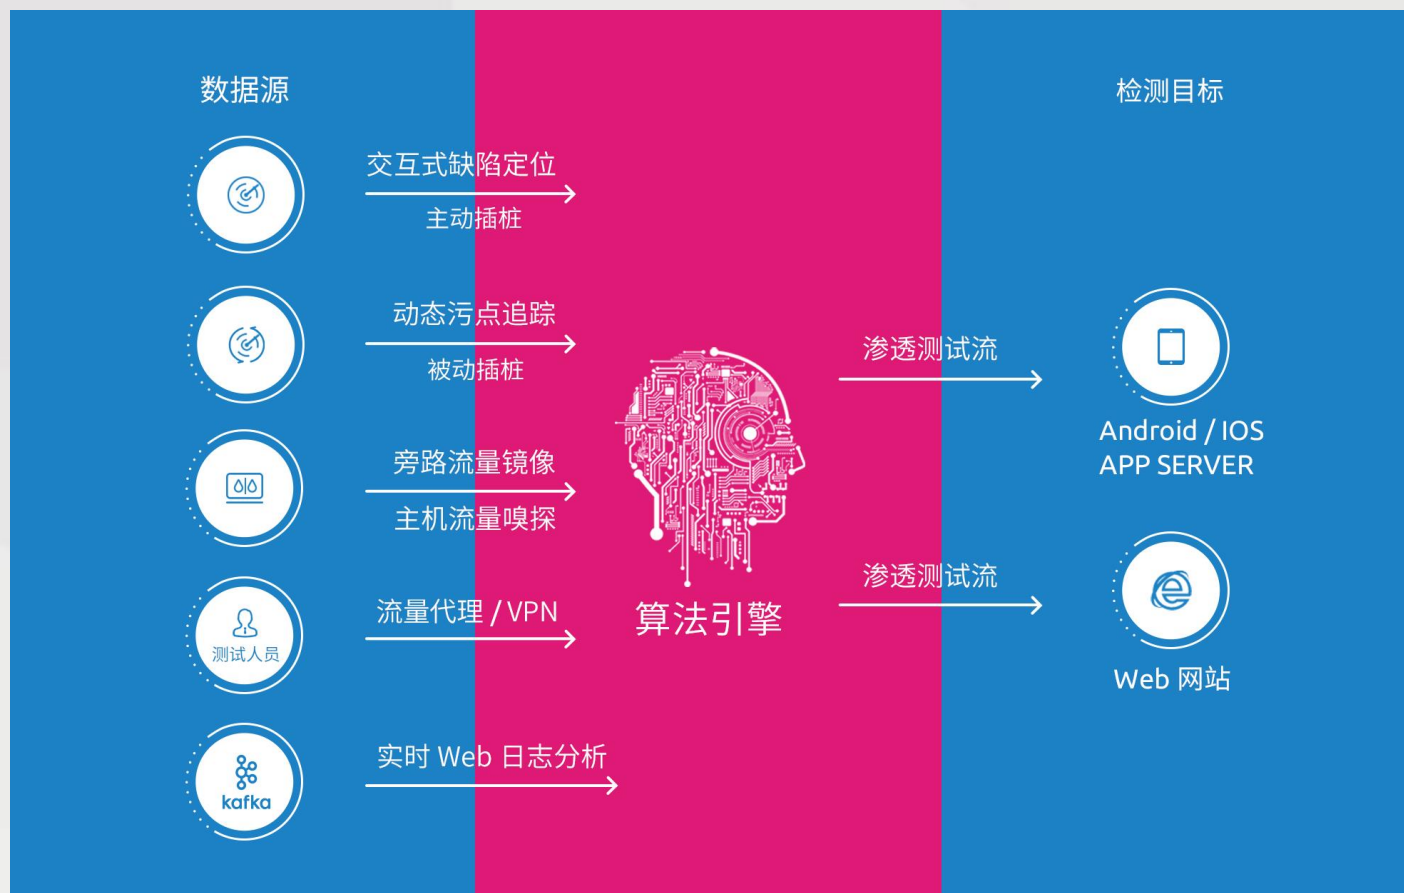 数据源
交互式缺陷定位
主动插桩
动态污点追踪
被动插桩
旁路流量镜像
主机流量嗅探
测试人员
流量代理 / VPN
kafka
实时 Web 日志分析
算法引擎
渗透测试流
渗透测试流
检测目标
Android / IOS
APP SERVER
Web 网站